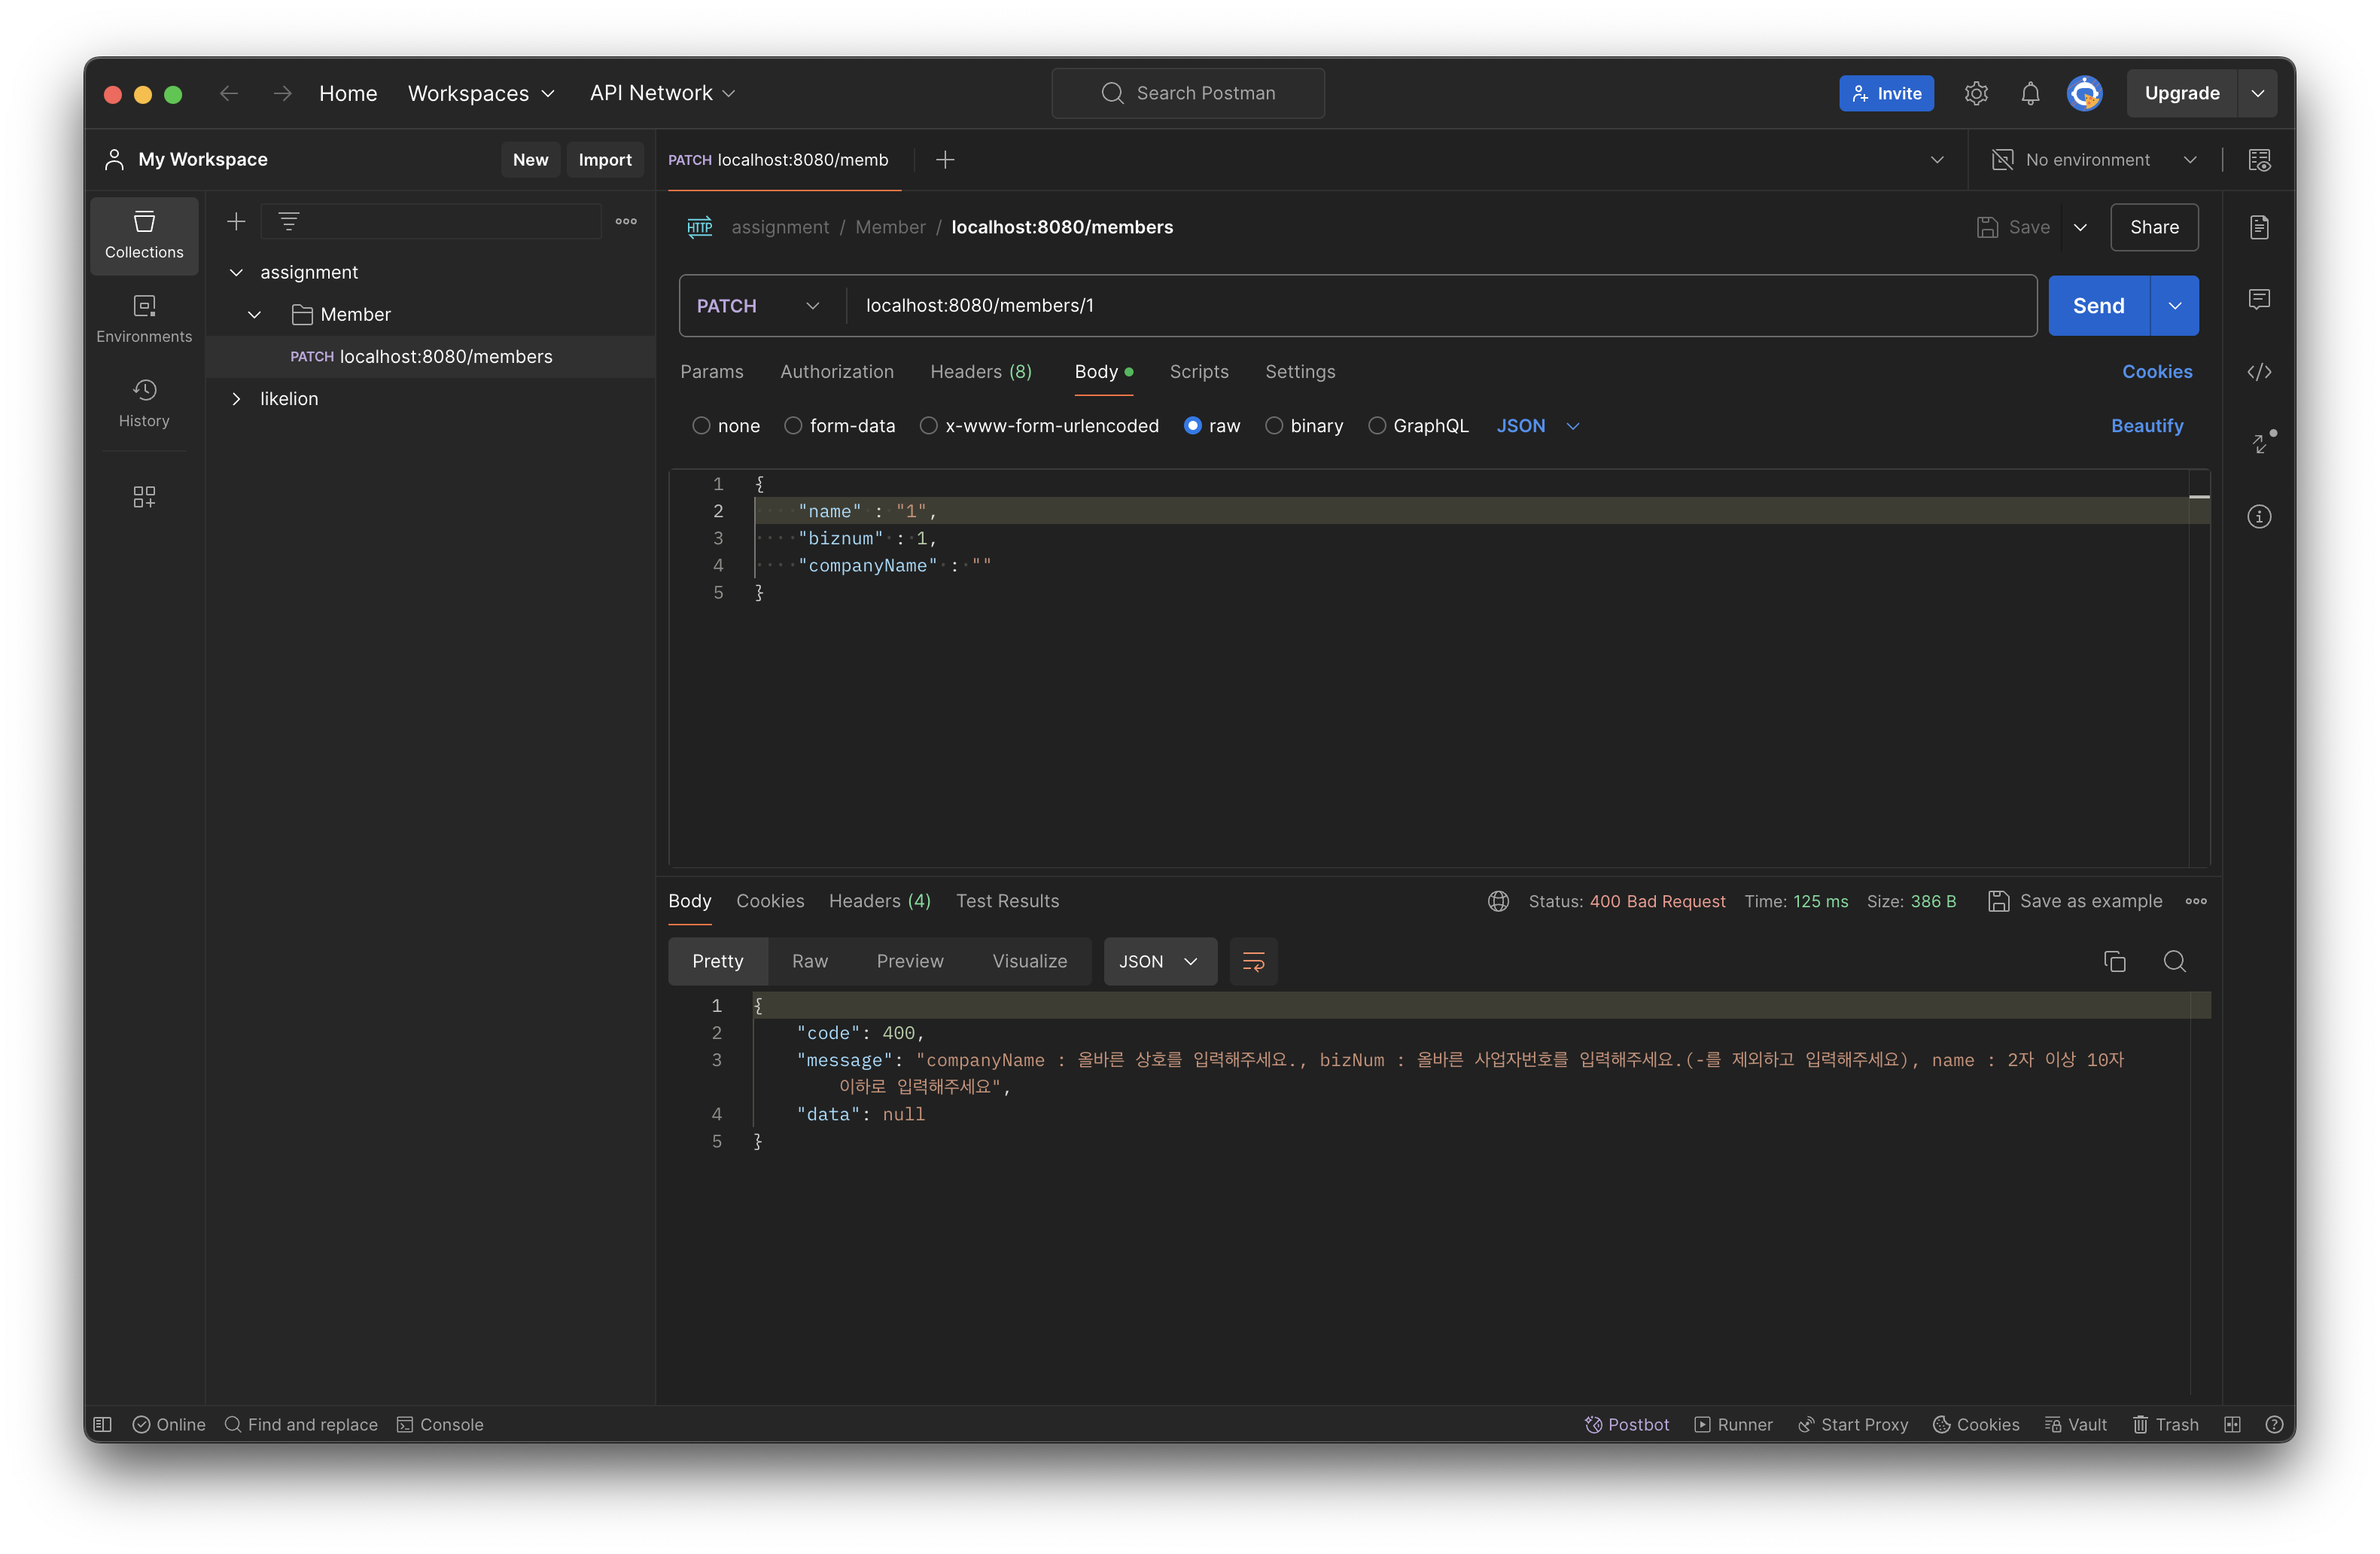 Home Workspaces API Network Search Postman Invite Upgrade
My Workspace New Import PATCH localhost:8080/memb No environment
Collections
Environments
History
assignment
Member
PATCH localhost:8080/members
likelion
HTTP assignment / Member / localhost:8080/members Save Share
PATCH localhost:8080/members/1 Send
Params Authorization Headers (8) Body Scripts Settings Cookies
none form-data x-www-form-urlencoded raw binary GraphQL JSON Beautify
1 {
2 "name" : "1",
3 "biznum" : 1,
4 "companyName" : ""
5 }
Body Cookies Headers (4) Test Results Status: 400 Bad Request Time: 125 ms Size: 386 B Save as example
Pretty Raw Preview Visualize JSON
1 {
2 "code": 400,
3 "message": "companyName : 올바른 상호를 입력해주세요., bizNum : 올바른 사업자번호를 입력해주세요.(-를 제외하고 입력해주세요), name : 2자 이상 10자
이하로 입력해주세요",
4 "data": null
5 }
Online Find and replace Console Postbot Runner Start Proxy Cookies Vault Trash